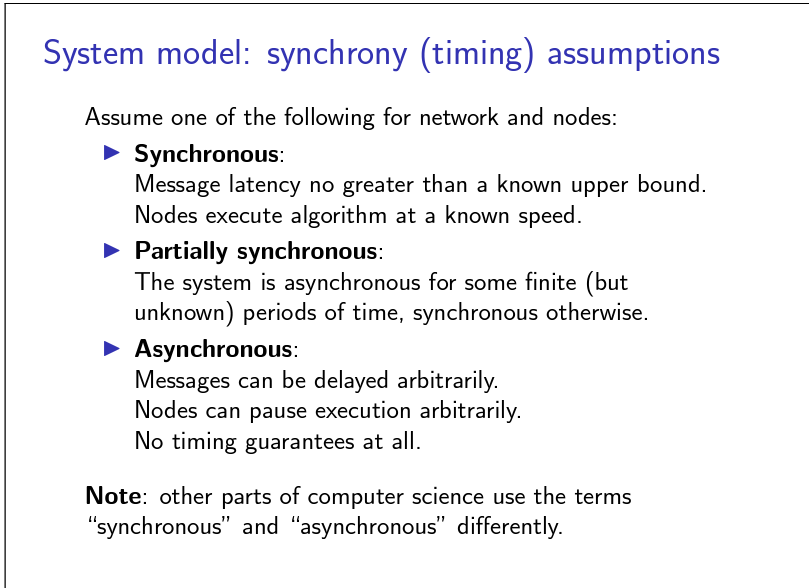 System model: synchrony (timing) assumptions
Assume one of the following for network and nodes:
▶ Synchronous:
Message latency no greater than a known upper bound.
Nodes execute algorithm at a known speed.
▶ Partially synchronous:
The system is asynchronous for some finite (but
unknown) periods of time, synchronous otherwise.
▶ Asynchronous:
Messages can be delayed arbitrarily.
Nodes can pause execution arbitrarily.
No timing guarantees at all.
Note: other parts of computer science use the terms
“synchronous” and “asynchronous” differently.